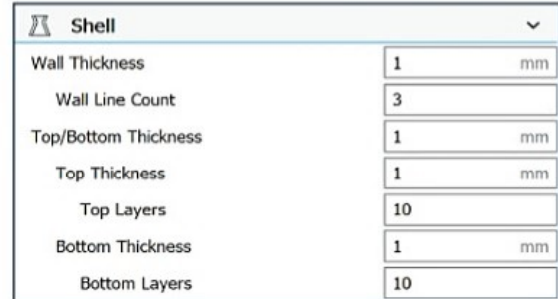 Shell
Wall Thickness 1 mm
Wall Line Count 3
Top/Bottom Thickness 1 mm
Top Thickness 1 mm
Top Layers 10
Bottom Thickness 1 mm
Bottom Layers 10